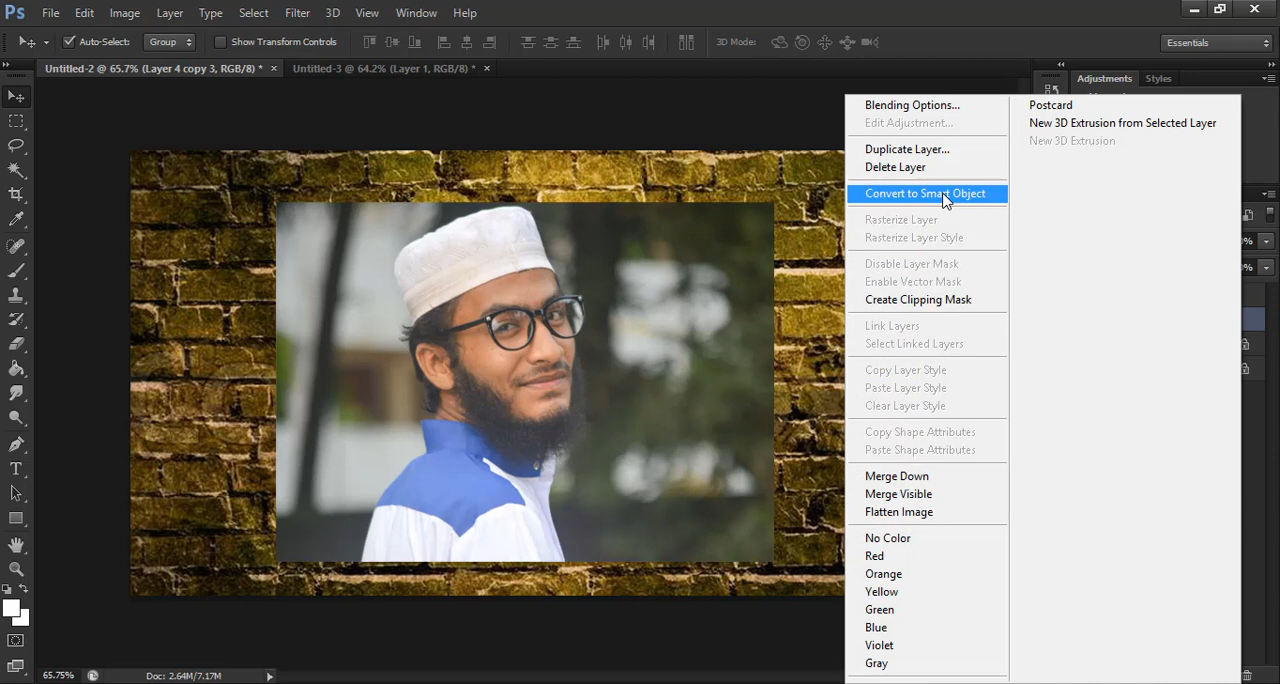 Ps File Edit Image Layer Type Select Filter 3D View Window Help
Auto-Select: Group Show Transform Controls 3D Mode: Essentials
Untitled-2 @ 65.7% (Layer 4 copy 3, RGB/8) * × Untitled-3 @ 64.2% (Layer 1, RGB/8) * ×
Adjustments Styles
Blending Options...
Edit Adjustment...
Duplicate Layer...
Delete Layer
Convert to Smart Object
Rasterize Layer
Rasterize Layer Style
Disable Layer Mask
Enable Vector Mask
Create Clipping Mask
Link Layers
Select Linked Layers
Copy Layer Style
Paste Layer Style
Clear Layer Style
Copy Shape Attributes
Paste Shape Attributes
Merge Down
Merge Visible
Flatten Image
No Color
Red
Orange
Yellow
Green
Blue
Violet
Gray
Postcard
New 3D Extrusion from Selected Layer
New 3D Extrusion
65.75% Doc: 2.64M/7.17M